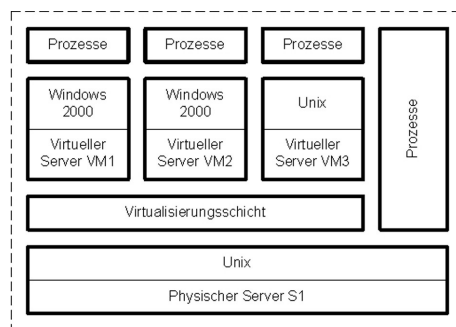 Prozesse
Prozesse
Prozesse
Prozesse
Windows
2000
Virtueller
Server VM1
Windows
2000
Virtueller
Server VM2
Unix
Virtueller
Server VM3
Virtualisierungsschicht
Unix
Physischer Server S1